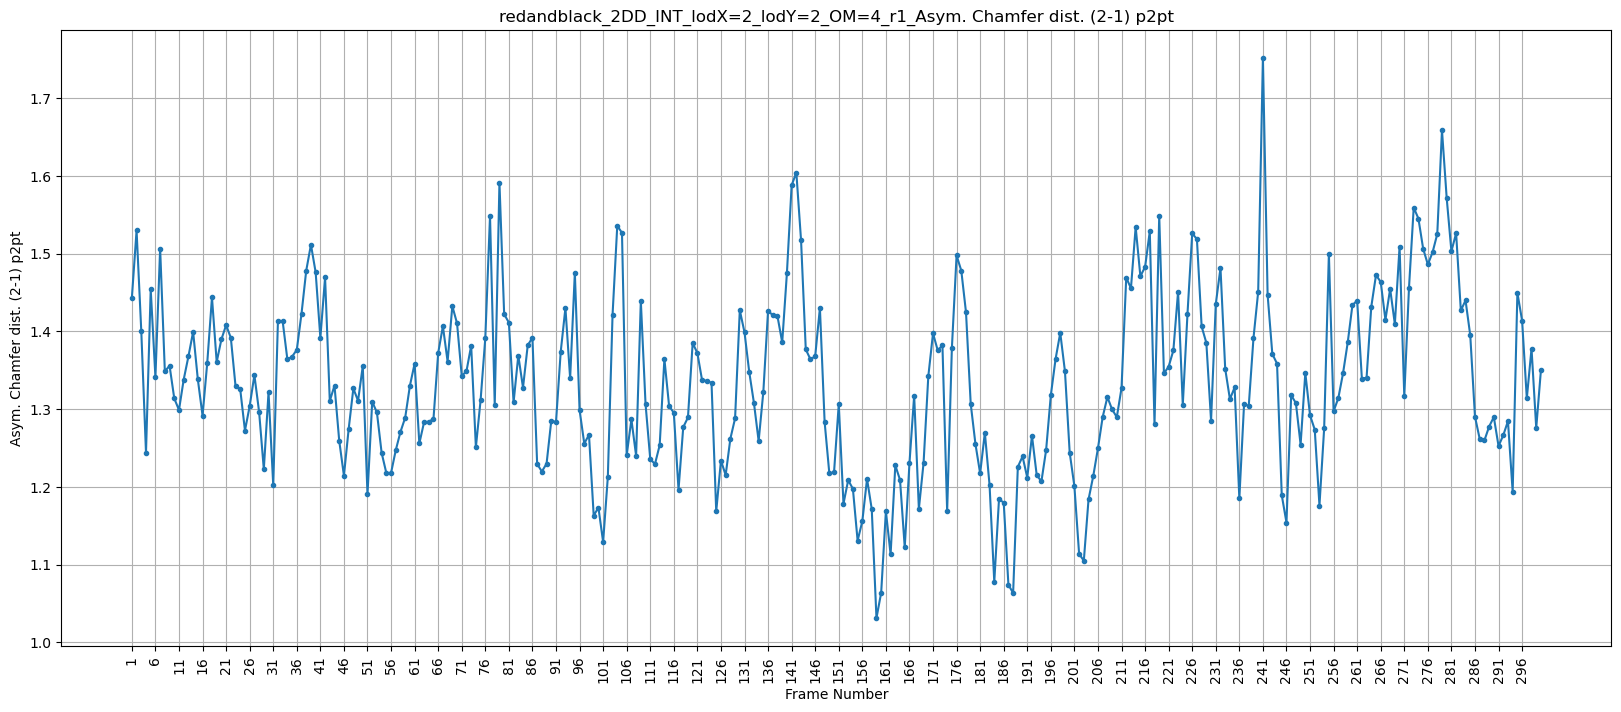 redandblack_2DD_INT_lodX=2_lodY=2_OM=4_r1_Asym. Chamfer dist. (2-1) p2pt
Asym. Chamfer dist. (2-1) p2pt
1.7
1.6
1.5
1.4
1.3
1.2
1.1
1.0
1 6 11 16 21 26 31 36 41 46 51 56 61 66 71 76 81 86 91 96 101 106 111 116 121 126 131 136 141 146 151 156 161 166 171 176 181 186 191 196 201 206 211 216 221 226 231 236 241 246 251 256 261 266 271 276 281 286 291 296
Frame Number